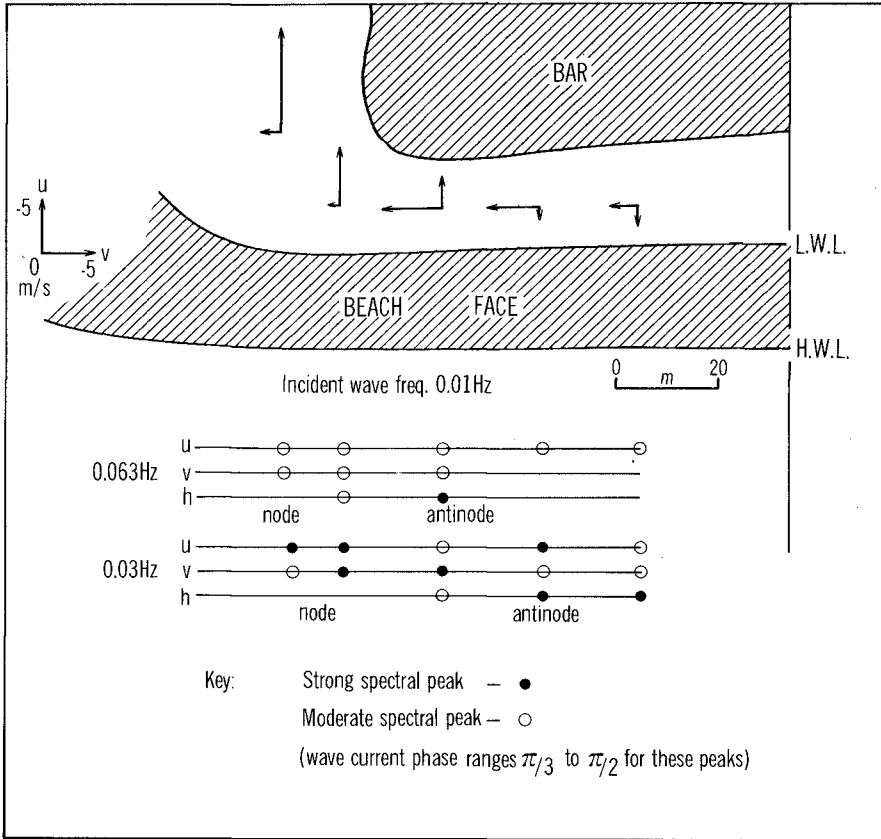 BAR
u
-5
v
0
-5
m/s
L.W.L.
BEACH FACE
H.W.L.
0 m 20
Incident wave freq. 0.01Hz
u
0.063Hz v
h
node antinode
u
0.03Hz v
h
node antinode
Key: Strong spectral peak – ●
Moderate spectral peak – ○
(wave current phase ranges π/3 to π/2 for these peaks)